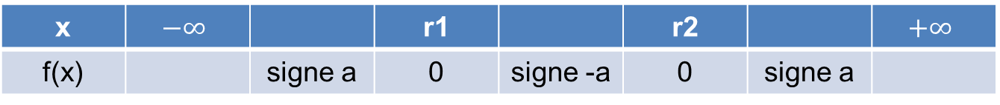 x −∞ r1 r2 +∞
f(x) signe a 0 signe -a 0 signe a